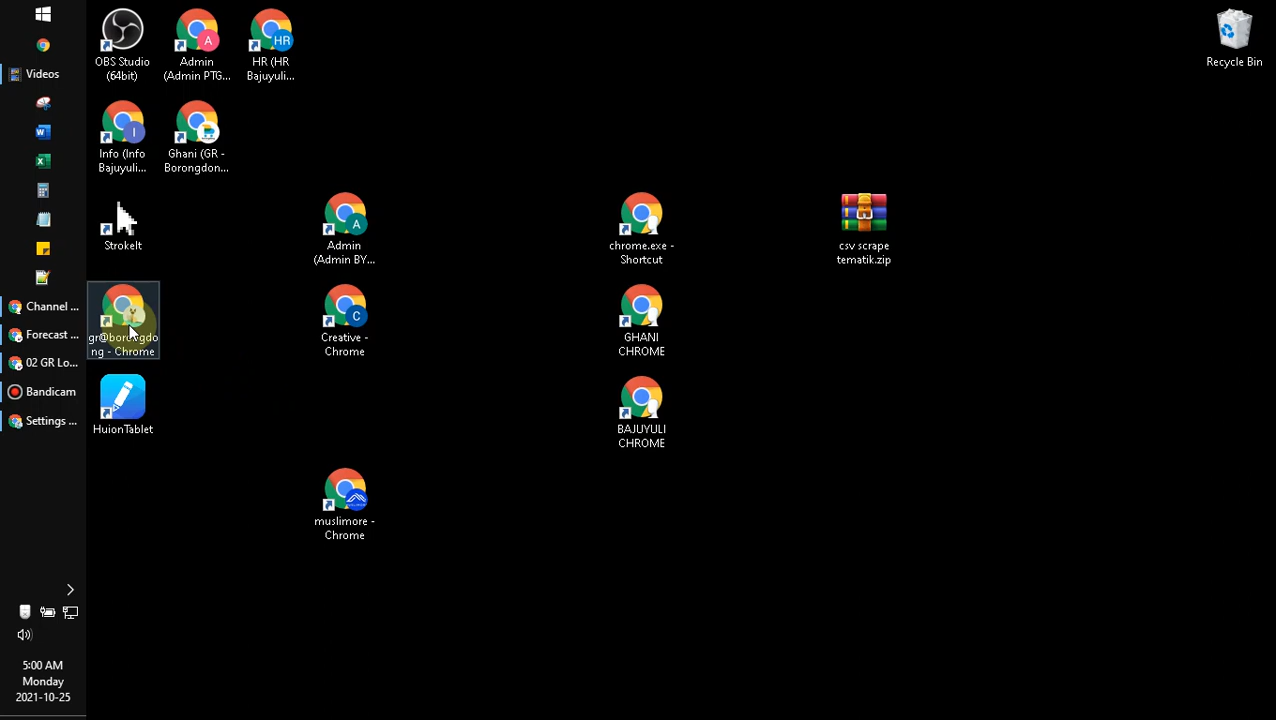 Videos
Channel ...
Forecast ...
02 GR Lo...
Bandicam
Settings ...
5:00 AM
Monday
2021-10-25
OBS Studio
(64bit)
Admin
(Admin PTG...
HR (HR
Bajuyuli...
Info (Info
Bajuyuli...
Ghani (GR -
Borongdon...
StrokeIt
Admin
(Admin BY...
chrome.exe -
Shortcut
csv scrape
tematik.zip
gr@borongdo
ng - Chrome
Creative -
Chrome
GHANI
CHROME
HuionTablet
BAJUYULI
CHROME
muslimore -
Chrome
Recycle Bin